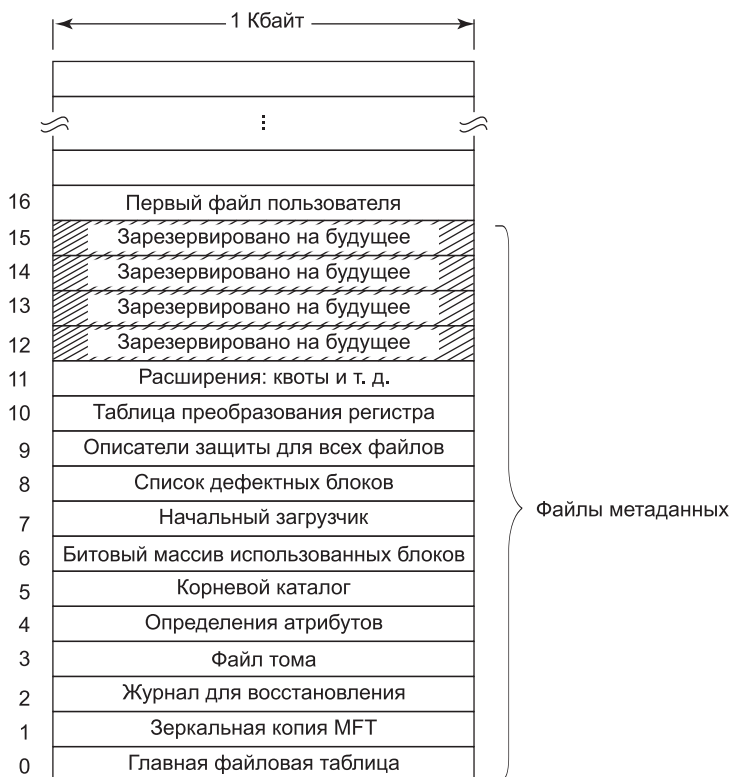 1 Кбайт
16 Первый файл пользователя
15 Зарезервировано на будущее
14 Зарезервировано на будущее
13 Зарезервировано на будущее
12 Зарезервировано на будущее
11 Расширения: квоты и т. д.
10 Таблица преобразования регистра
9 Описатели защиты для всех файлов
8 Список дефектных блоков
7 Начальный загрузчик
Файлы метаданных
6 Битовый массив использованных блоков
5 Корневой каталог
4 Определения атрибутов
3 Файл тома
2 Журнал для восстановления
1 Зеркальная копия MFT
0 Главная файловая таблица